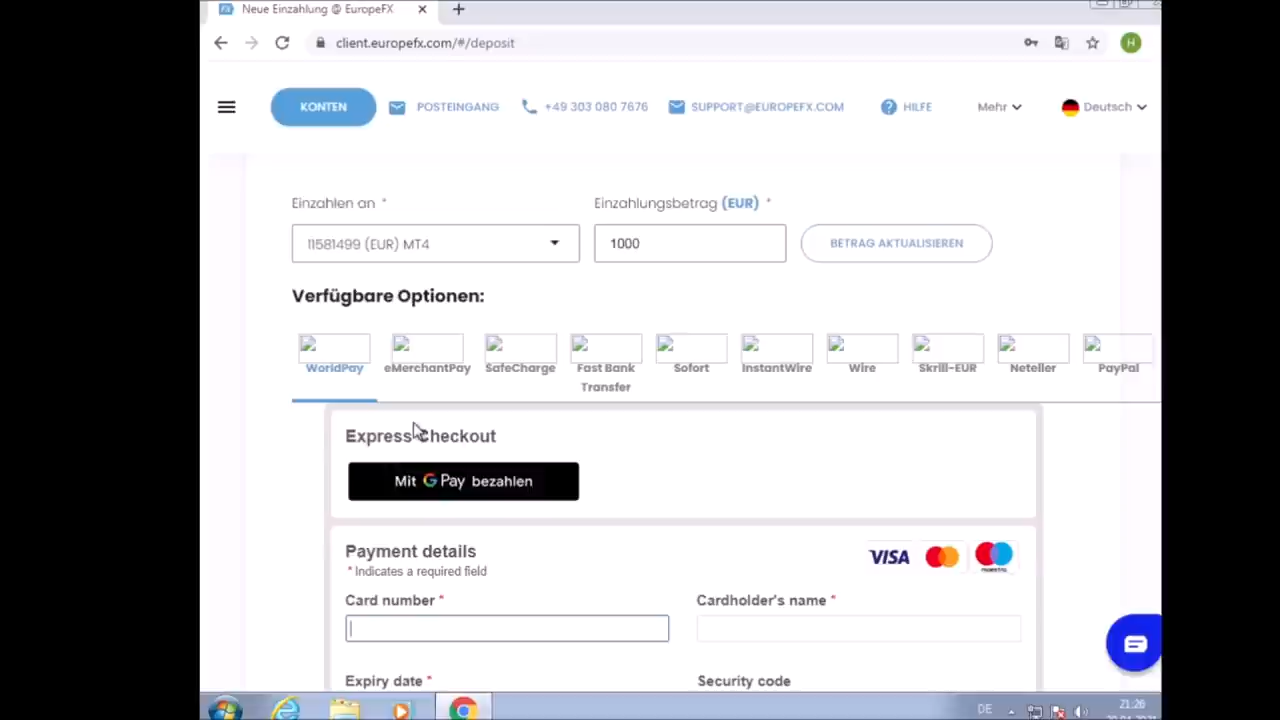 Neue Einzahlung @ EuropeFX
client.europefx.com/#/deposit
H
KONTEN POSTEINGANG +49 303 080 7676 SUPPORT@EUROPEFX.COM HILFE Mehr Deutsch
Einzahlen an * Einzahlungsbetrag (EUR) *
11581499 (EUR) MT4 1000 BETRAG AKTUALISIEREN
Verfügbare Optionen:
WorldPay eMerchantPay SafeCharge Fast Bank Transfer Sofort InstantWire Wire Skrill-EUR Neteller PayPal
Express Checkout
Mit G Pay bezahlen
Payment details VISA
maestro
* Indicates a required field
Card number * Cardholder's name *
Expiry date * Security code
DE 21:26